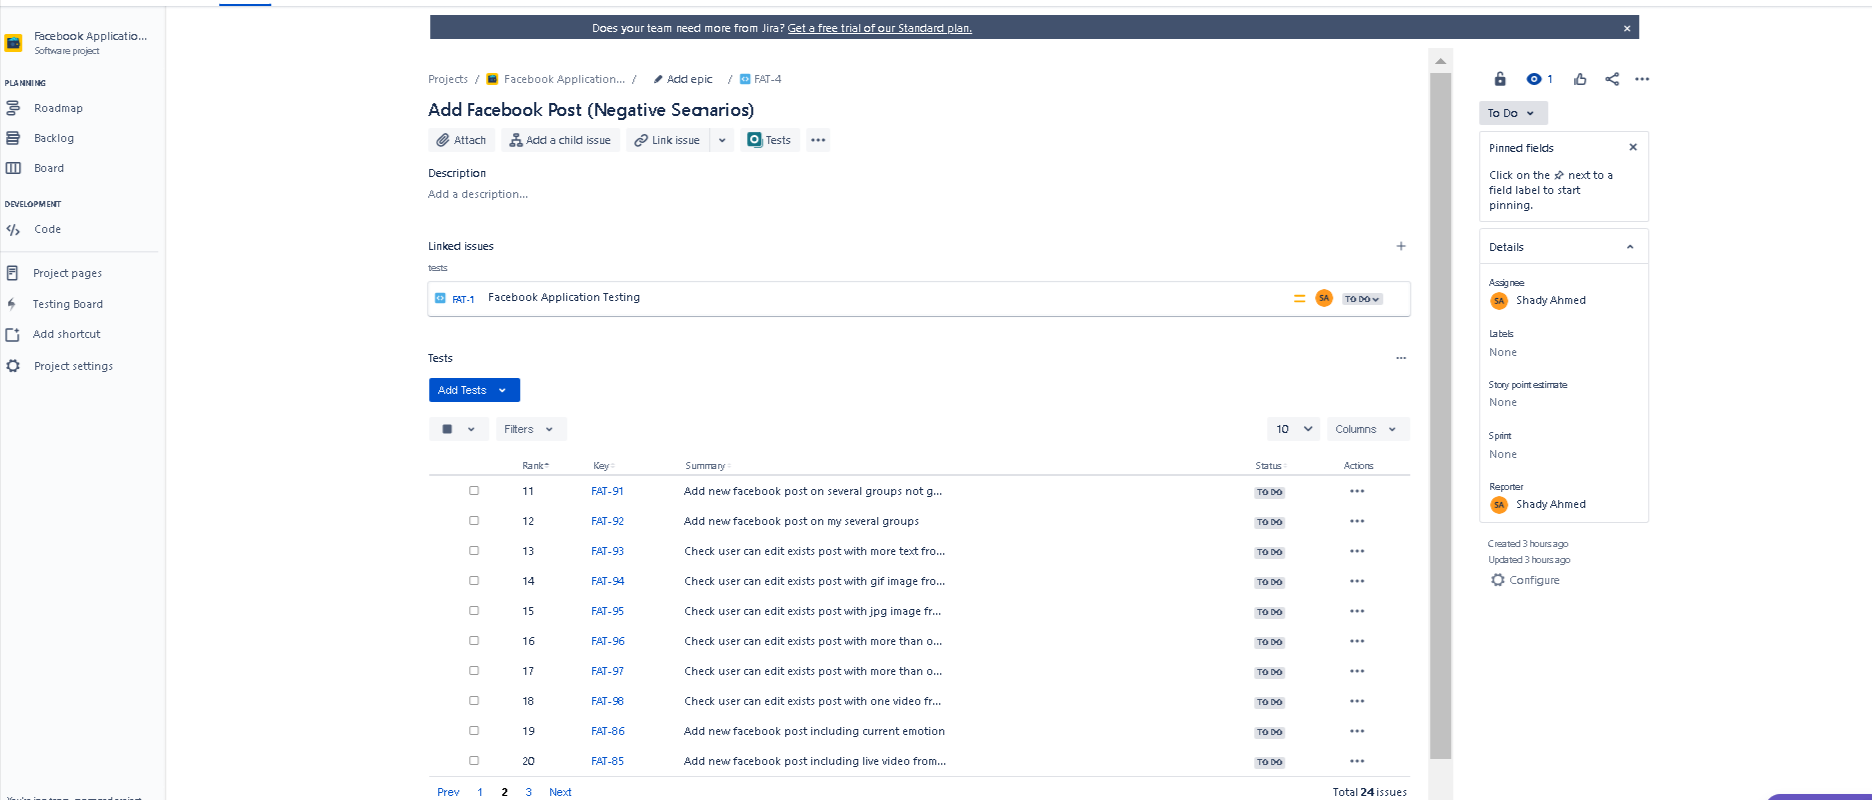 Does your team need more from Jira? Get a free trial of our Standard plan.
Facebook Applicatio...
Software project
PLANNING
Roadmap
Backlog
Board
DEVELOPMENT
Code
Project pages
Testing Board
Add shortcut
Project settings
Projects / Facebook Application... / Add epic / FAT-4
Add Facebook Post (Negative Secnarios)
Attach Add a child issue Link issue Tests
Description
Add a description...
Linked issues
tests
FAT-1 Facebook Application Testing SA TO DO
Tests
Add Tests
Filters 10 Columns
Rank Key Summary Status Actions
11 FAT-91 Add new facebook post on several groups not g... TO DO
12 FAT-92 Add new facebook post on my several groups TO DO
13 FAT-93 Check user can edit exists post with more text fro... TO DO
14 FAT-94 Check user can edit exists post with gif image fro... TO DO
15 FAT-95 Check user can edit exists post with jpg image fr... TO DO
16 FAT-96 Check user can edit exists post with more than o... TO DO
17 FAT-97 Check user can edit exists post with more than o... TO DO
18 FAT-98 Check user can edit exists post with one video fr... TO DO
19 FAT-86 Add new facebook post including current emotion TO DO
20 FAT-85 Add new facebook post including live video from... TO DO
Prev 1 2 3 Next Total 24 issues
1
To Do
Pinned fields
Click on the next to a
field label to start
pinning.
Details
Assignee
SA Shady Ahmed
Labels
None
Story point estimate
None
Sprint
None
Reporter
SA Shady Ahmed
Created 3 hours ago
Updated 3 hours ago
Configure